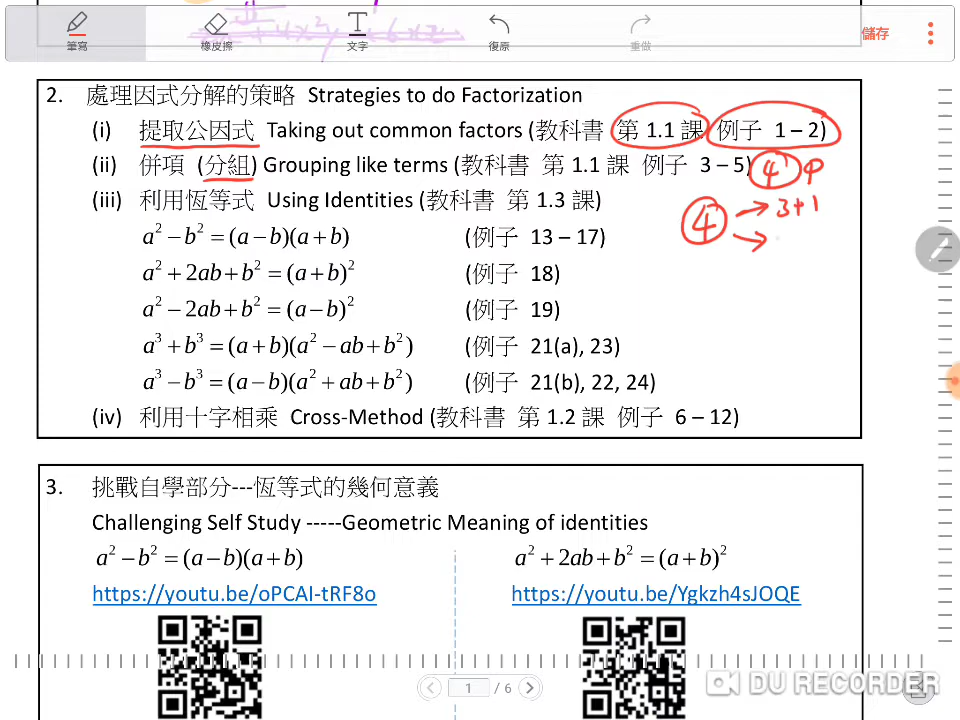 + 4x²y + 6xz
筆寫 橡皮擦 文字 復原 重做 儲存
2. 處理因式分解的策略 Strategies to do Factorization
(i) 提取公因式 Taking out common factors (教科書 第 1.1 課 例子 1 – 2)
(ii) 併項 (分組) Grouping like terms (教科書 第 1.1 課 例子 3 – 5) 4
(iii) 利用恆等式 Using Identities (教科書 第 1.3 課) 4 → 3+1
→
a² − b² = (a − b)(a + b) (例子 13 – 17)
a² + 2ab + b² = (a + b)² (例子 18)
a² − 2ab + b² = (a − b)² (例子 19)
a³ + b³ = (a + b)(a² − ab + b²) (例子 21(a), 23)
a³ − b³ = (a − b)(a² + ab + b²) (例子 21(b), 22, 24)
(iv) 利用十字相乘 Cross-Method (教科書 第 1.2 課 例子 6 – 12)
3. 挑戰自學部分---恆等式的幾何意義
Challenging Self Study -----Geometric Meaning of identities
a² − b² = (a − b)(a + b) a² + 2ab + b² = (a + b)²
https://youtu.be/oPCAI-tRF8o https://youtu.be/Ygkzh4sJOQE
1 / 6
DU RECORDER